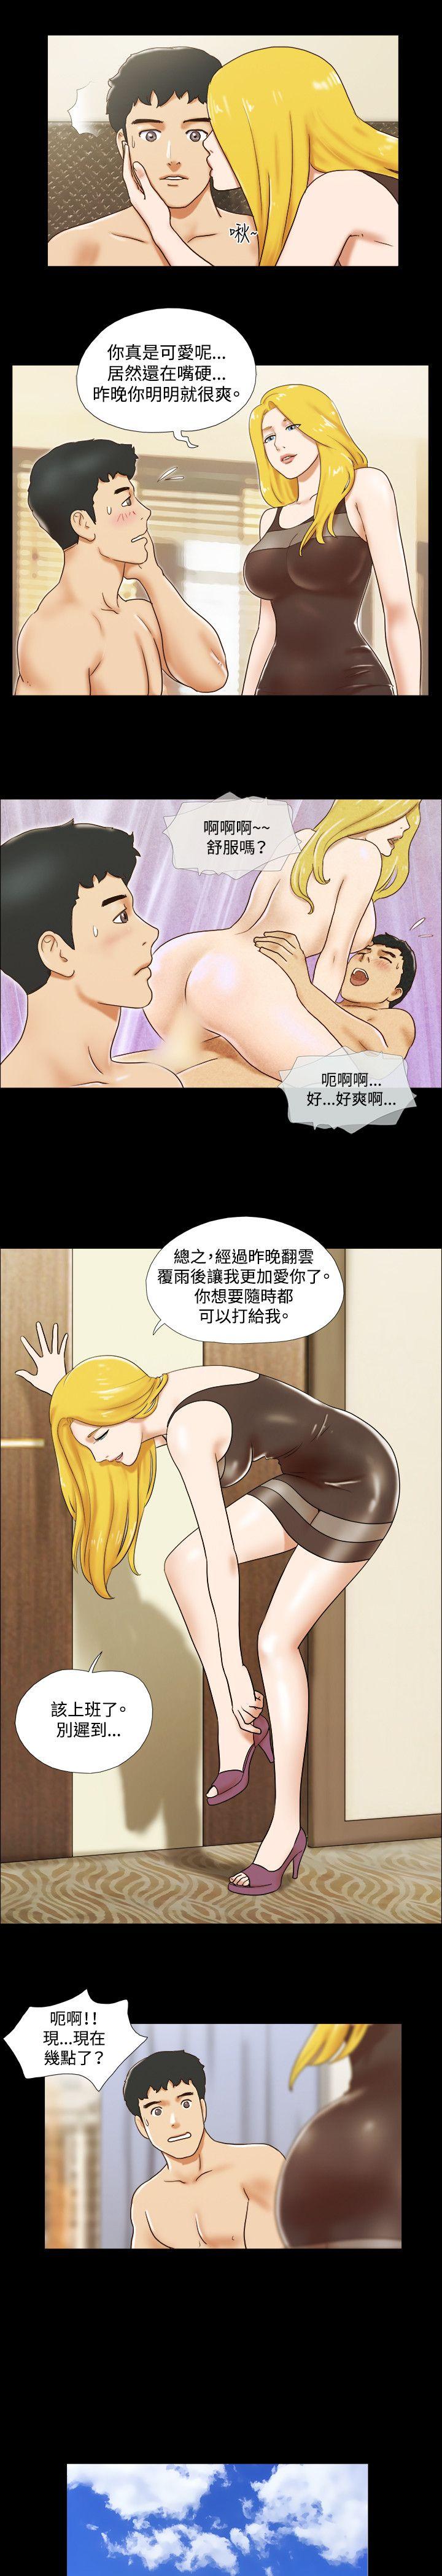 啾~
你真是可愛呢...
居然還在嘴硬...
昨晚你明明就很爽。
啊啊啊~~
舒服嗎？
呃啊啊...
好...好爽啊...
總之，經過昨晚翻雲
覆雨後讓我更加愛你了。
你想要隨時都
可以打給我。
該上班了。
別遲到...
呃啊！！
現...現在
幾點了？